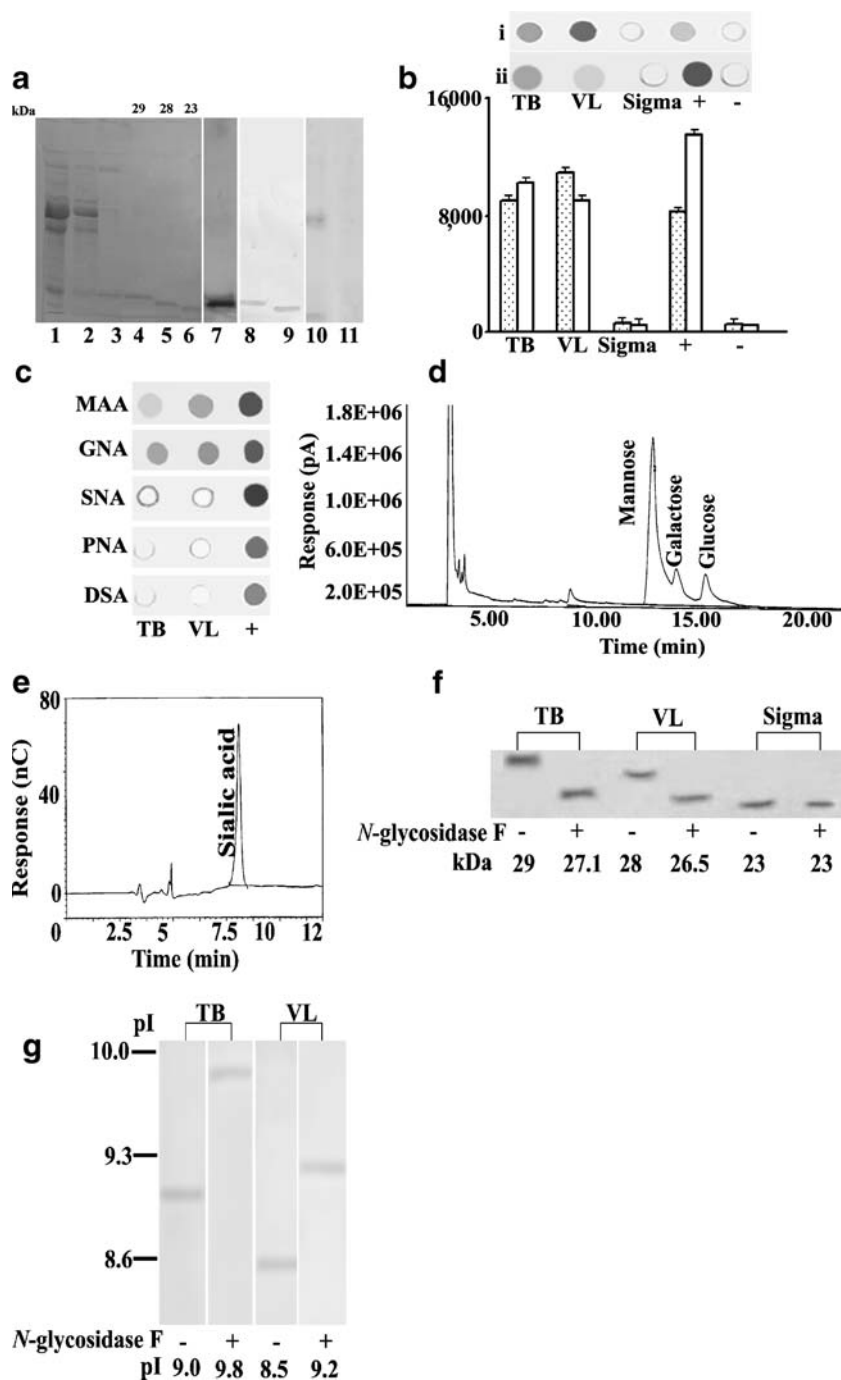 a
kDa
29 28 23
1 2 3 4 5 6 7 8 9 10 11
b
i
ii
TB VL Sigma + -
16,000
8,000
0
TB VL Sigma + -
c
MAA
GNA
SNA
PNA
DSA
TB VL +
d
Response (pA)
1.8E+06
1.4E+06
1.0E+06
6.0E+05
2.0E+05
Mannose
Galactose
Glucose
5.00 10.00 15.00 20.00
Time (min)
e
Response (nC)
80
40
0
Sialic acid
0 2.5 5 7.5 10 12
Time (min)
f
TB VL Sigma
N-glycosidase F - + - + - +
kDa 29 27.1 28 26.5 23 23
g
TB VL
pI
10.0
9.3
8.6
N-glycosidase F - + - +
pI 9.0 9.8 8.5 9.2